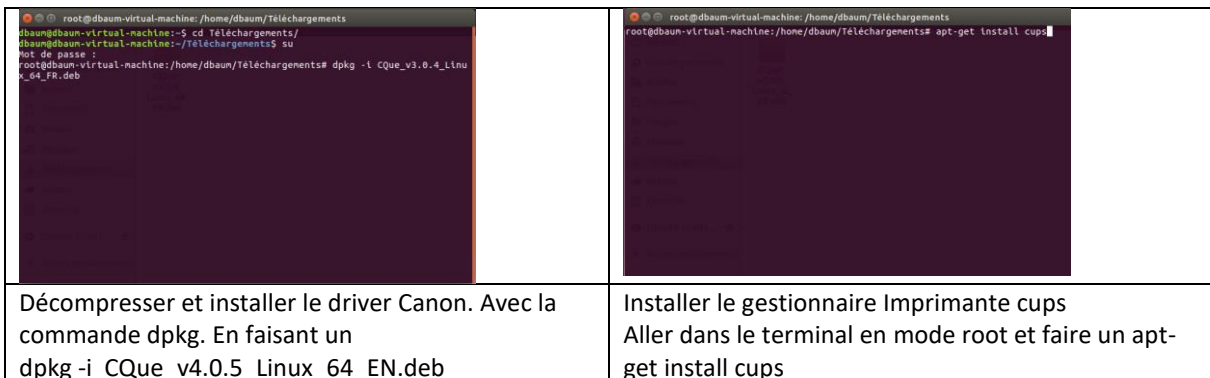 root@dbaum-virtual-machine: /home/dbaum/Téléchargements
dbaum@dbaum-virtual-machine:~$ cd Téléchargements/
dbaum@dbaum-virtual-machine:~/Téléchargements$ su
Mot de passe :
root@dbaum-virtual-machine:/home/dbaum/Téléchargements# dpkg -i CQue_v3.0.4_Linu
x_64_FR.deb
root@dbaum-virtual-machine: /home/dbaum/Téléchargements
root@dbaum-virtual-machine:/home/dbaum/Téléchargements# apt-get install cups
Décompresser et installer le driver Canon. Avec la
commande dpkg. En faisant un
dpkg -i CQue_v4.0.5_Linux_64_EN.deb
Installer le gestionnaire Imprimante cups
Aller dans le terminal en mode root et faire un apt-
get install cups